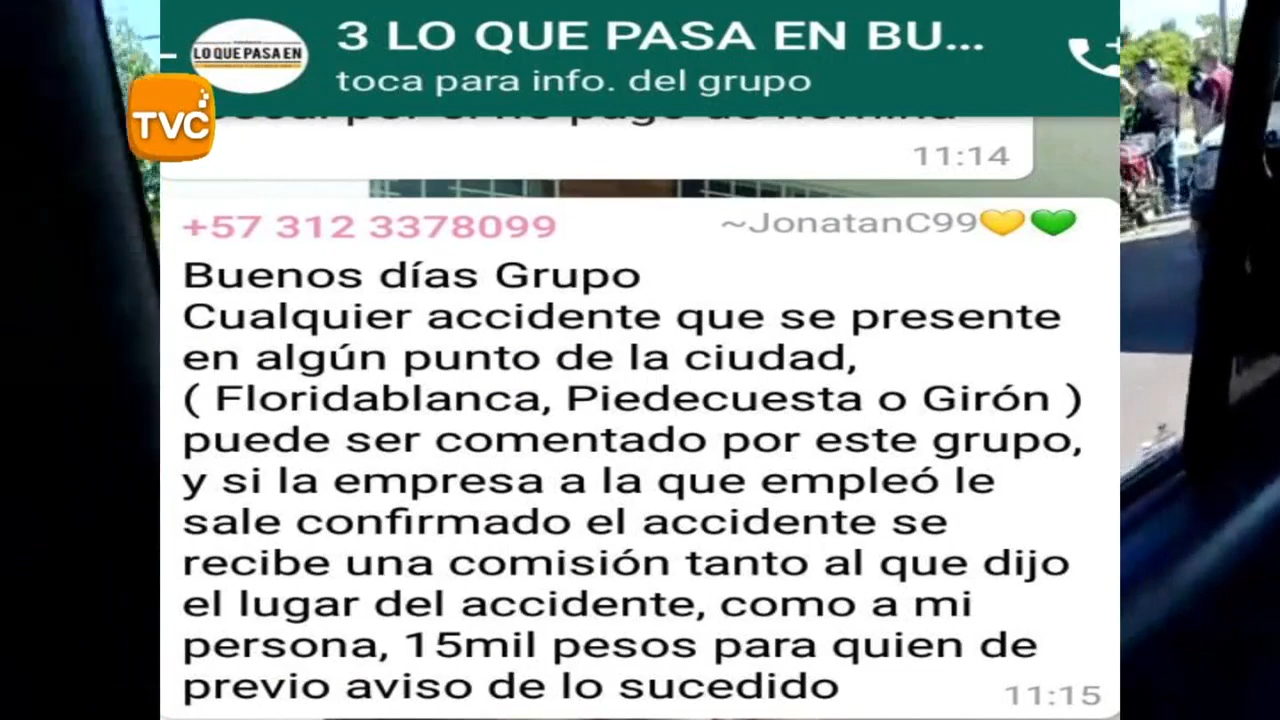 3 LO QUE PASA EN BU...
LO QUE PASA EN
toca para info. del grupo
TVC
11:14
+57 312 3378099
~JonatanC99💛💚
Buenos días Grupo
Cualquier accidente que se presente
en algún punto de la ciudad,
( Floridablanca, Piedecuesta o Girón )
puede ser comentado por este grupo,
y si la empresa a la que empleó le
sale confirmado el accidente se
recibe una comisión tanto al que dijo
el lugar del accidente, como a mi
persona, 15mil pesos para quien de
previo aviso de lo sucedido
11:15